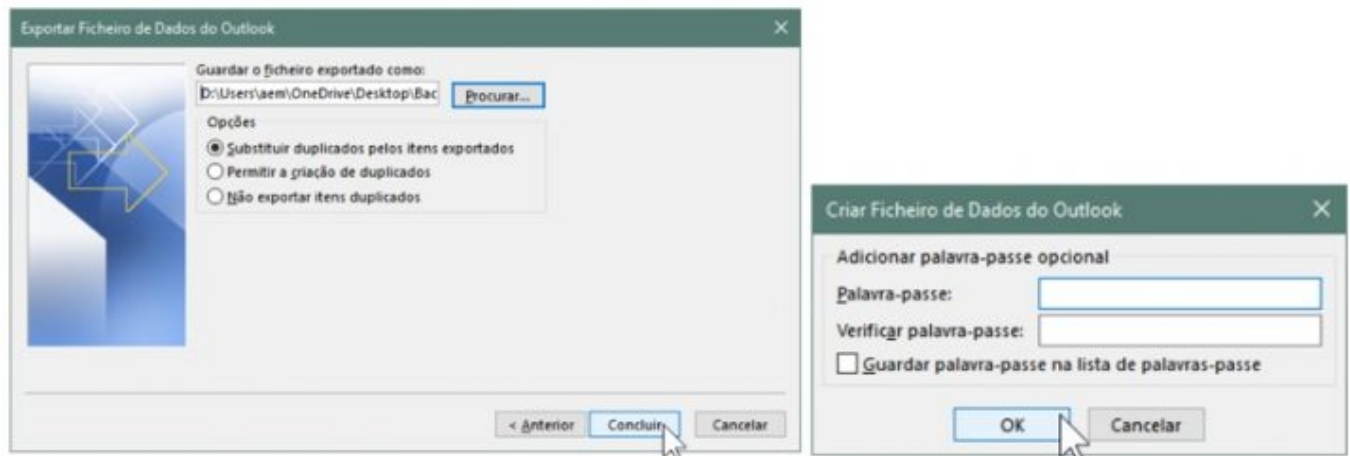 Exportar Ficheiro de Dados do Outlook
Guardar o ficheiro exportado como:
D:\Users\aem\OneDrive\Desktop\Bac
Procurar...
Opções
Substituir duplicados pelos itens exportados
Permitir a criação de duplicados
Não exportar itens duplicados
< Anterior Concluir Cancelar
Criar Ficheiro de Dados do Outlook
Adicionar palavra-passe opcional
Palavra-passe:
Verificar palavra-passe:
Guardar palavra-passe na lista de palavras-passe
OK Cancelar